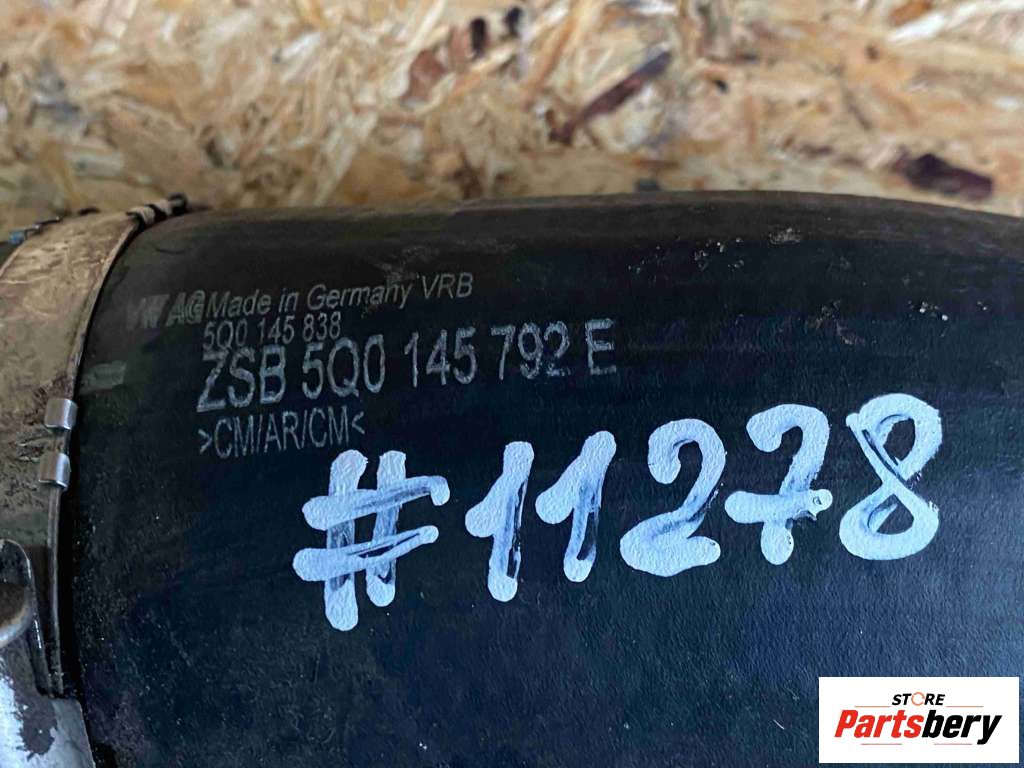 VW AG Made in Germany VRB
5Q0 145 838
ZSB 5Q0 145 792 E
>CM/AR/CM<
#11278
STORE
Partsbery